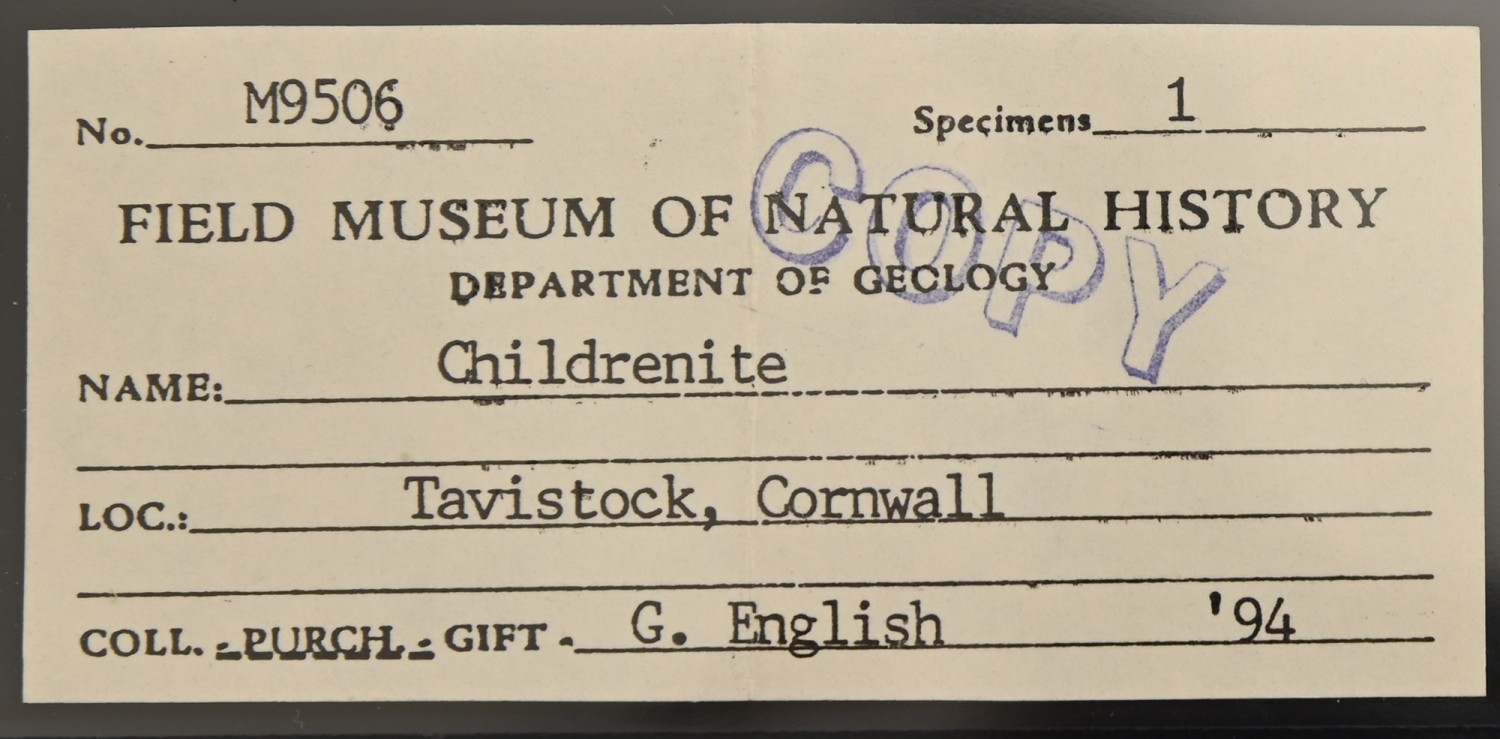 No. M9506 Specimens 1
FIELD MUSEUM OF NATURAL HISTORY
COPY
DEPARTMENT OF GEOLOGY
NAME: Childrenite
LOC.: Tavistock, Cornwall
COLL. - PURCH. - GIFT - G. English '94